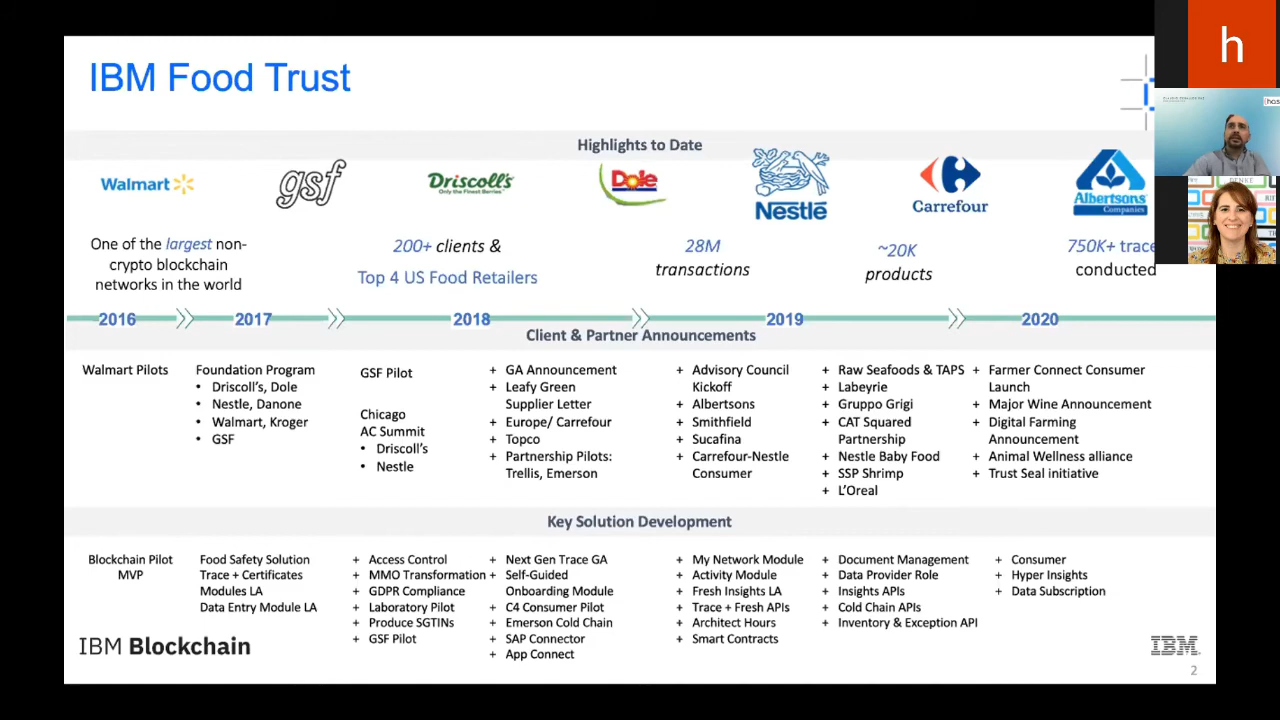 IBM Food Trust
h
Highlights to Date
Walmart
gsf
Driscoll's
Only the Finest Berries
Dole
Nestlé
Carrefour
Albertsons
Companies
One of the largest non-
crypto blockchain
networks in the world
200+ clients &
Top 4 US Food Retailers
28M
transactions
~20K
products
750K+ trace
conducted
2016
2017
2018
2019
2020
Client & Partner Announcements
Walmart Pilots
Foundation Program
• Driscoll's, Dole
• Nestle, Danone
• Walmart, Kroger
• GSF
GSF Pilot
Chicago
AC Summit
• Driscoll's
• Nestle
+ GA Announcement
+ Leafy Green
Supplier Letter
+ Europe/ Carrefour
+ Topco
+ Partnership Pilots:
Trellis, Emerson
+ Advisory Council
Kickoff
+ Albertsons
+ Smithfield
+ Sucafina
+ Carrefour-Nestle
Consumer
+ Raw Seafoods & TAPS
+ Labeyrie
+ Gruppo Grigi
+ CAT Squared
Partnership
+ Nestle Baby Food
+ SSP Shrimp
+ L'Oreal
+ Farmer Connect Consumer
Launch
+ Major Wine Announcement
+ Digital Farming
Announcement
+ Animal Wellness alliance
+ Trust Seal initiative
Key Solution Development
Blockchain Pilot
MVP
Food Safety Solution
Trace + Certificates
Modules LA
Data Entry Module LA
+ Access Control
+ MMO Transformation
+ GDPR Compliance
+ Laboratory Pilot
+ Produce SGTINs
+ GSF Pilot
+ Next Gen Trace GA
+ Self-Guided
Onboarding Module
+ C4 Consumer Pilot
+ Emerson Cold Chain
+ SAP Connector
+ App Connect
+ My Network Module
+ Activity Module
+ Fresh Insights LA
+ Trace + Fresh APIs
+ Architect Hours
+ Smart Contracts
+ Document Management
+ Data Provider Role
+ Insights APIs
+ Cold Chain APIs
+ Inventory & Exception API
+ Consumer
+ Hyper Insights
+ Data Subscription
IBM Blockchain
IBM
2